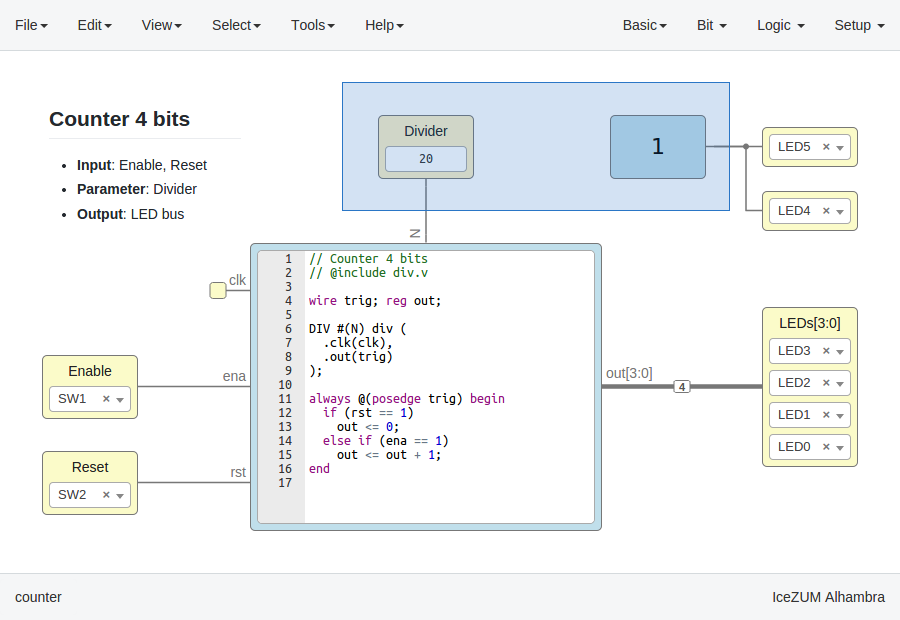 File Edit View Select Tools Help Basic Bit Logic Setup
Counter 4 bits
Input: Enable, Reset
Parameter: Divider
Output: LED bus
Divider
20
1
LED5 ×
LED4 ×
N
clk
Enable
SW1 ×
ena
Reset
SW2 ×
rst
1 // Counter 4 bits
2 // @include div.v
3
4 wire trig; reg out;
5
6 DIV #(N) div (
7 .clk(clk),
8 .out(trig)
9 );
10
11 always @(posedge trig) begin
12 if (rst == 1)
13 out <= 0;
14 else if (ena == 1)
15 out <= out + 1;
16 end
17
out[3:0]
4
LEDs[3:0]
LED3 ×
LED2 ×
LED1 ×
LED0 ×
counter
IceZUM Alhambra